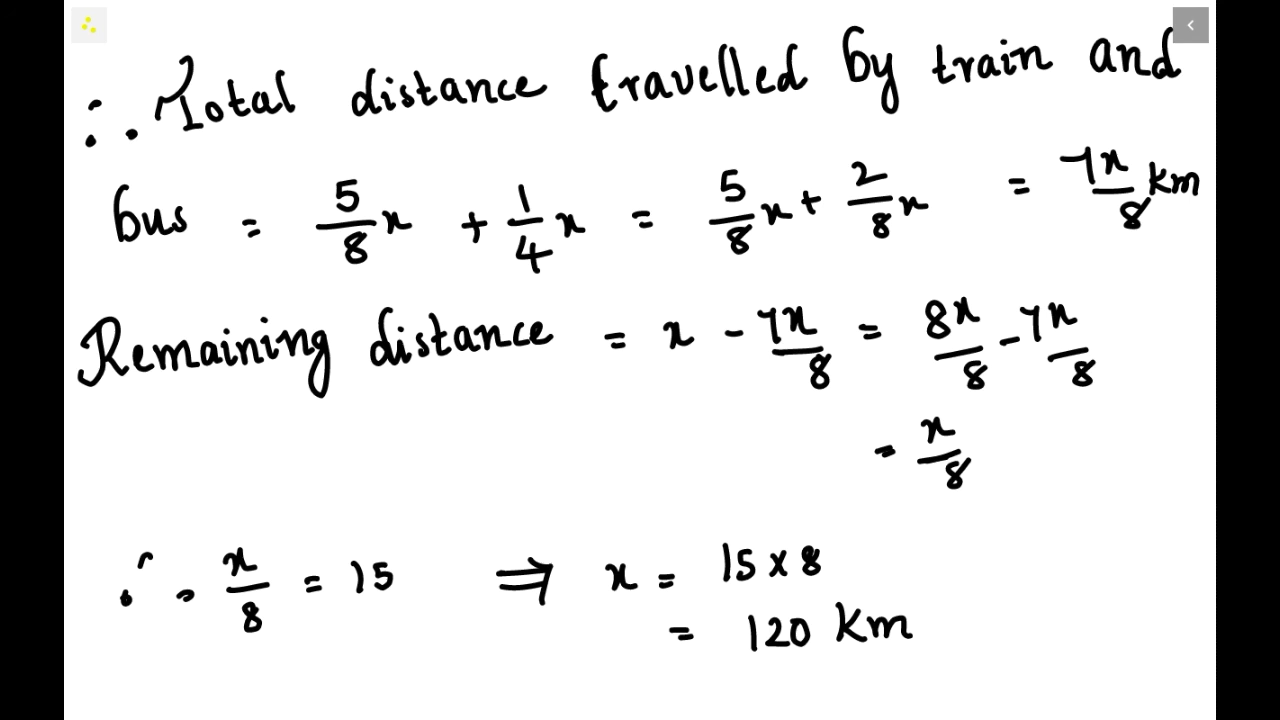 ∴ Total distance travelled by train and
bus = 5/8 x + 1/4 x = 5/8 x + 2/8 x = 7x/8 km
Remaining distance = x - 7x/8 = 8x/8 - 7x/8
= x/8
∴ x/8 = 15 ⇒ x = 15 × 8
= 120 Km